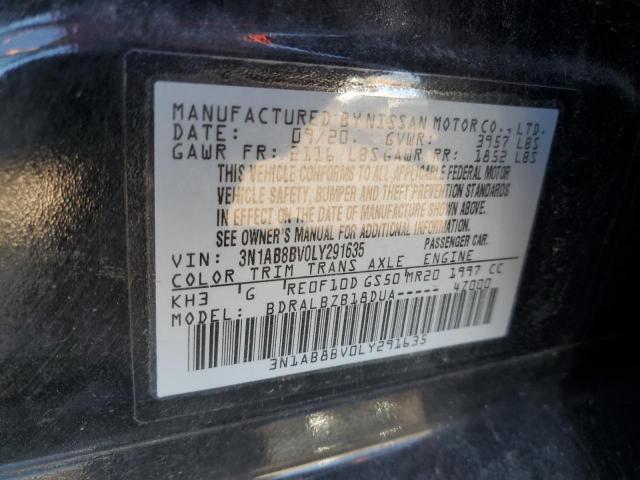 MANUFACTURED BY NISSAN MOTOR CO., LTD.
DATE: 09/20 GVWR: 3957 LBS
GAWR FR: 2116 LBS GAWR RR: 1852 LBS
THIS VEHICLE CONFORMS TO ALL APPLICABLE FEDERAL MOTOR
VEHICLE SAFETY, BUMPER AND THEFT PREVENTION STANDARDS
IN EFFECT ON THE DATE OF MANUFACTURE SHOWN ABOVE.
SEE OWNER'S MANUAL FOR ADDITIONAL INFORMATION.
VIN: 3N1AB8BV0LY291635 PASSENGER CAR.
COLOR TRIM TRANS AXLE ENGINE
KH3 G RE0F10D GS50 MR20 1997 CC
MODEL: BDRALBZB18DUA----- 47000
3N1AB8BV0LY291635